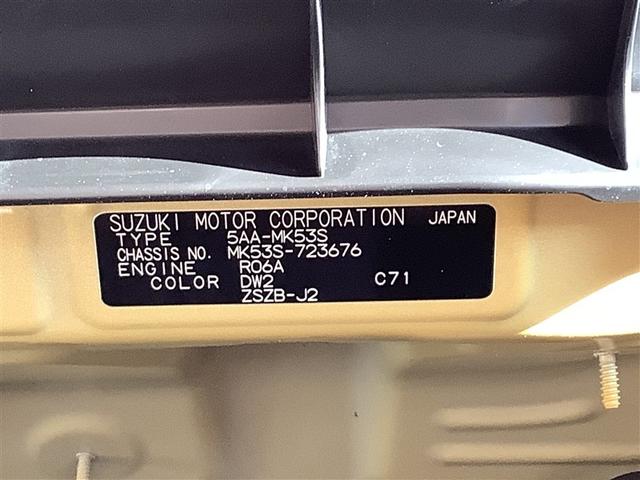 SUZUKI MOTOR CORPORATION JAPAN
TYPE 5AA-MK53S
CHASSIS NO. MK53S-723676
ENGINE R06A
COLOR DW2 C71
ZSZB-J2